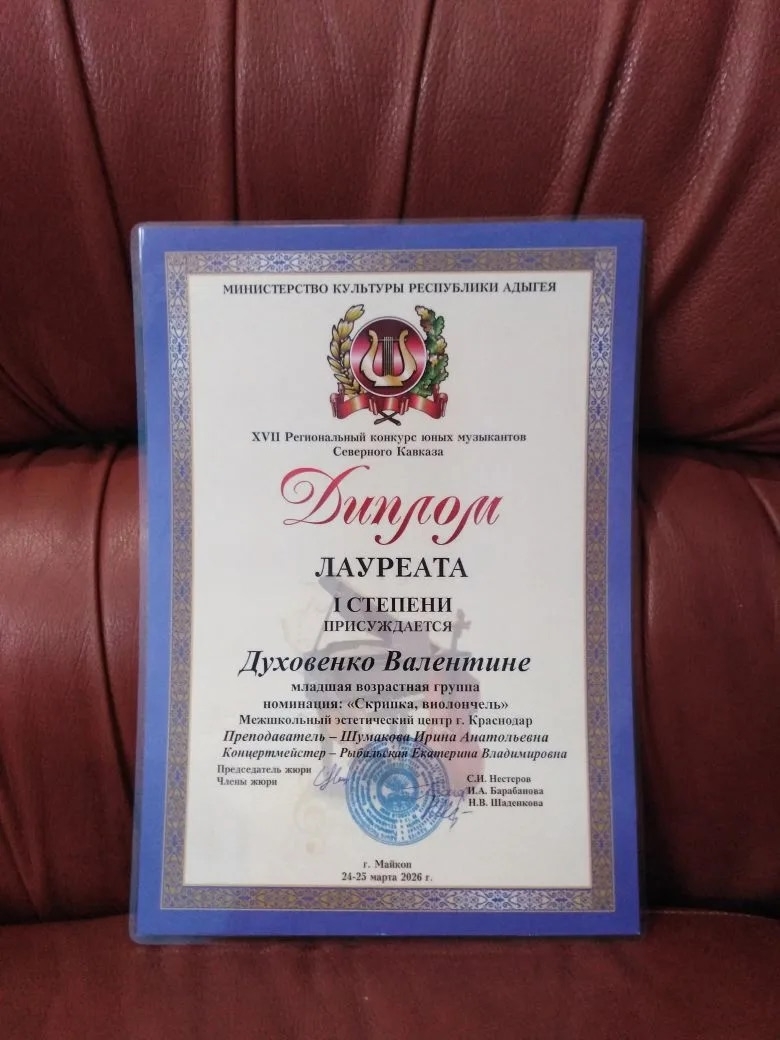 МИНИСТЕРСТВО КУЛЬТУРЫ РЕСПУБЛИКИ АДЫГЕЯ
XVII Региональный конкурс юных музыкантов
Северного Кавказа
Диплом
ЛАУРЕАТА
I СТЕПЕНИ
ПРИСУЖДАЕТСЯ
Духовенко Валентине
младшая возрастная группа
номинация: «Скрипка, виолончель»
Межшкольный эстетический центр г. Краснодар
Преподаватель – Шумакова Ирина Анатольевна
Концертмейстер – Рыбальская Екатерина Владимировна
Председатель жюри С.И. Нестеров
Члены жюри И.А. Барабанова
Н.В. Шаденкова
г. Майкоп
24-25 марта 2026 г.